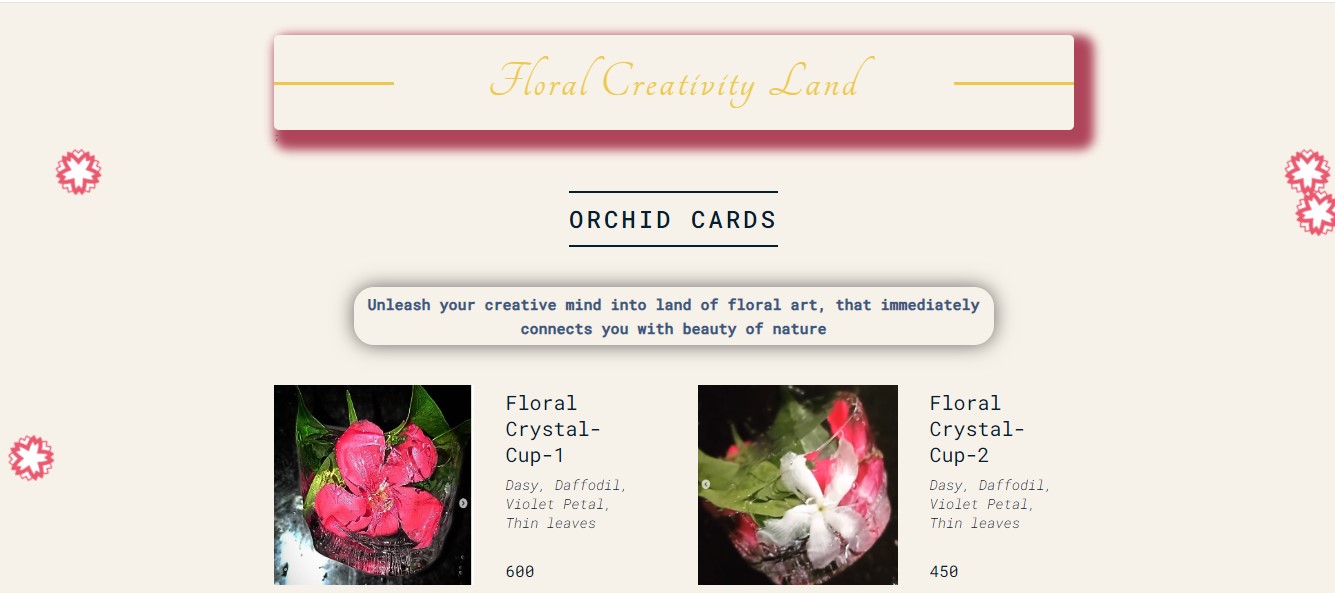 Floral Creativity Land
;
ORCHID CARDS
Unleash your creative mind into land of floral art, that immediately
connects you with beauty of nature
Floral
Crystal-
Cup-1
Dasy, Daffodil,
Violet Petal,
Thin leaves
600
Floral
Crystal-
Cup-2
Dasy, Daffodil,
Violet Petal,
Thin leaves
450